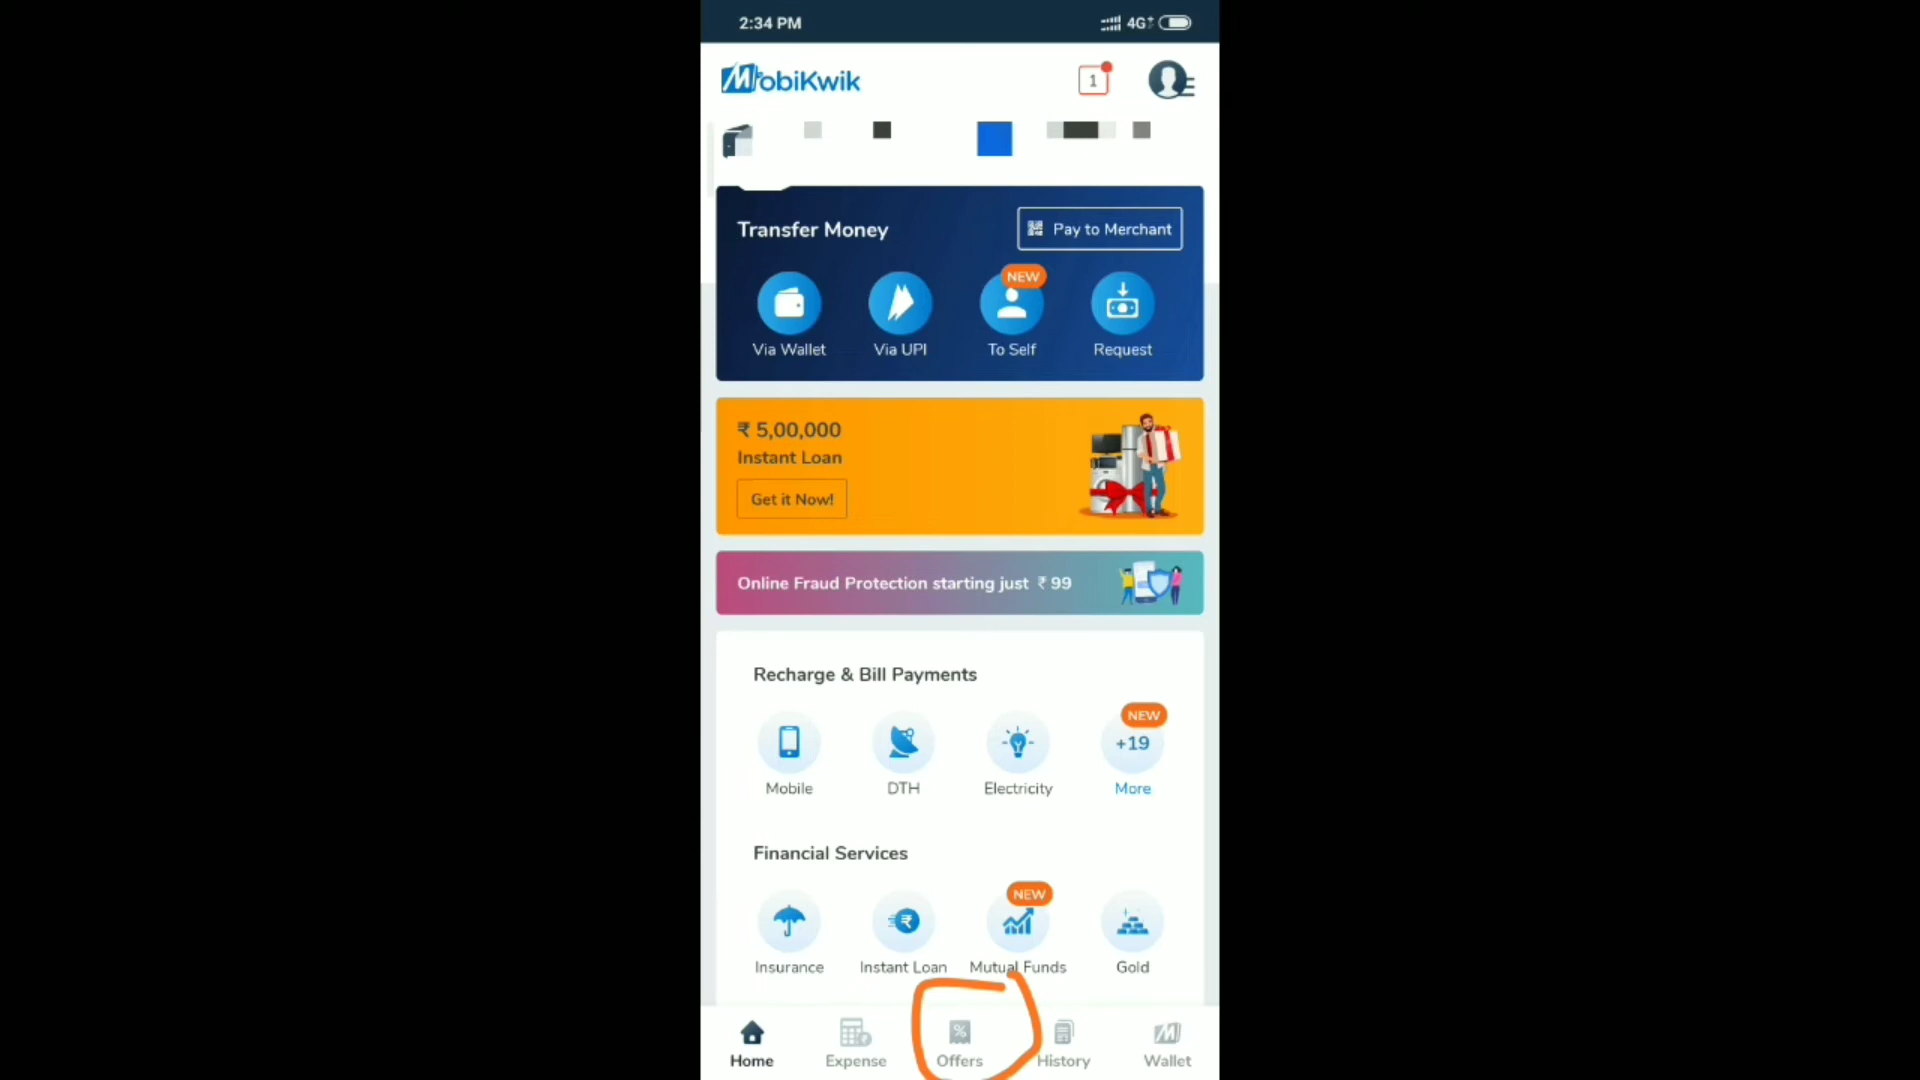 2:34 PM 4G+
MobiKwik 1
Transfer Money Pay to Merchant
NEW
Via Wallet Via UPI To Self Request
₹ 5,00,000
Instant Loan
Get it Now!
Online Fraud Protection starting just ₹ 99
Recharge & Bill Payments
NEW
+19
Mobile DTH Electricity More
Financial Services
NEW
Insurance Instant Loan Mutual Funds Gold
Home Expense Offers History Wallet